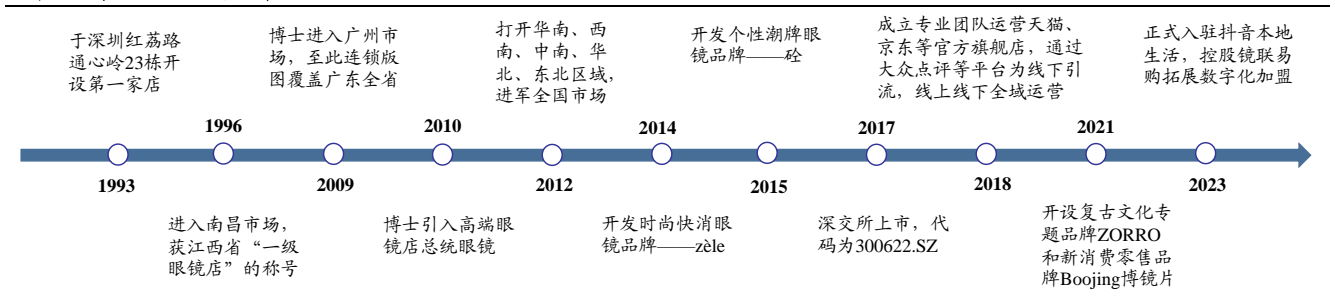 于深圳红荔路
通心岭23栋开
设第一家店
博士进入广州市
场，至此连锁版
图覆盖广东全省
打开华南、西
南、中南、华
北、东北区域，
进军全国市场
开发个性潮牌眼
镜品牌——砼
成立专业团队运营天猫、
京东等官方旗舰店，通过
大众点评等平台为线下引
流，线上线下全域运营
正式入驻抖音本地
生活，控股镜联易
购拓展数字化加盟
1996
2010
2014
2017
2021
1993
2009
2012
2015
2018
2023
进入南昌市场，
获江西省“一级
眼镜店”的称号
博士引入高端眼
镜店总统眼镜
开发时尚快消眼
镜品牌——zèle
深交所上市，代
码为300622.SZ
开设复古文化专
题品牌ZORRO
和新消费零售品
牌Boojing博镜片